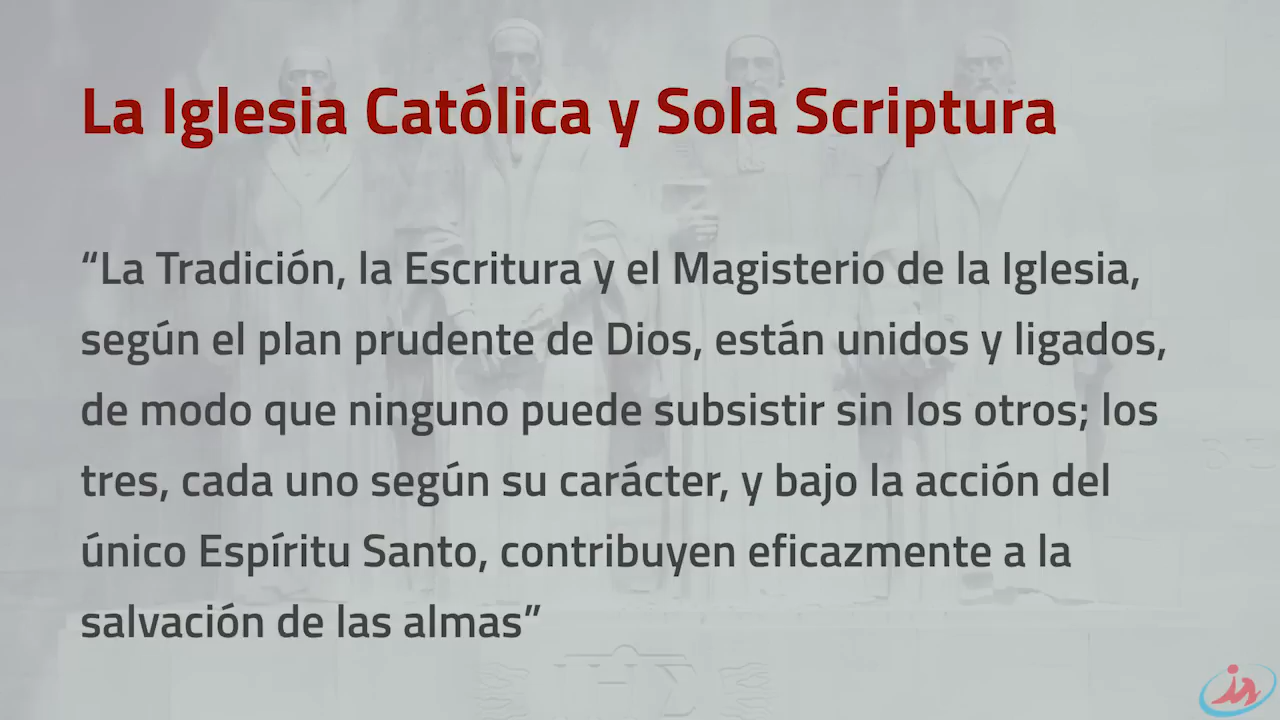 La Iglesia Católica y Sola Scriptura
“La Tradición, la Escritura y el Magisterio de la Iglesia,
según el plan prudente de Dios, están unidos y ligados,
de modo que ninguno puede subsistir sin los otros; los
tres, cada uno según su carácter, y bajo la acción del
único Espíritu Santo, contribuyen eficazmente a la
salvación de las almas”